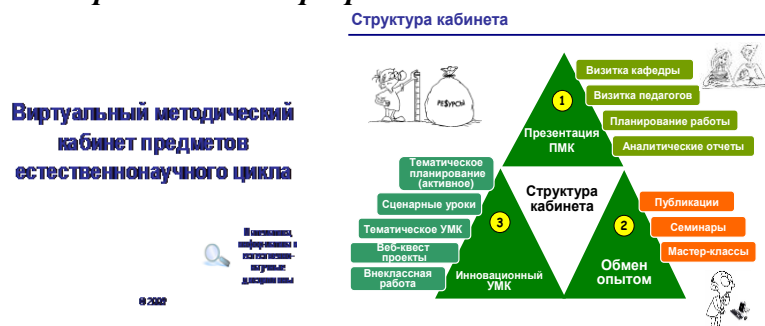 Структура кабинета
Виртуальный методический
кабинет предметов
естественнонаучного цикла
© 2009
РЕSУРСЫ
1
Презентация
ПМК
Визитка кафедры
Визитка педагогов
Планирование работы
Аналитические отчеты
Структура
кабинета
Тематическое
планирование
(активное)
Сценарные уроки
Тематическое УМК
Веб-квест
проекты
Внеклассная
работа
3
Инновационный
УМК
2
Обмен
опытом
Публикации
Семинары
Мастер-классы